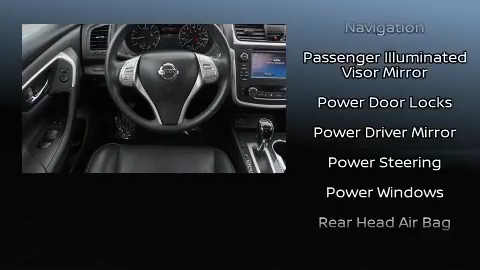 Navigation
Passenger Illuminated
Visor Mirror
Power Door Locks
Power Driver Mirror
Power Steering
Power Windows
Rear Head Air Bag